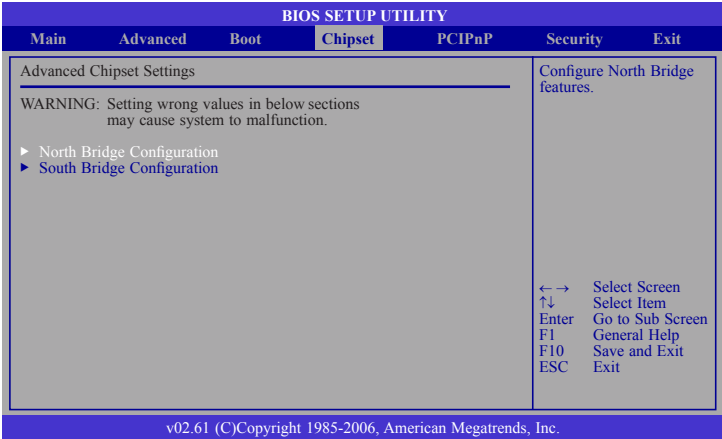 BIOS SETUP UTILITY
Main Advanced Boot Chipset PCIPnP Security Exit
Advanced Chipset Settings
WARNING: Setting wrong values in below sections
may cause system to malfunction.
► North Bridge Configuration
► South Bridge Configuration
Configure North Bridge
features.
←→ Select Screen
↑↓ Select Item
Enter Go to Sub Screen
F1 General Help
F10 Save and Exit
ESC Exit
v02.61 (C)Copyright 1985-2006, American Megatrends, Inc.